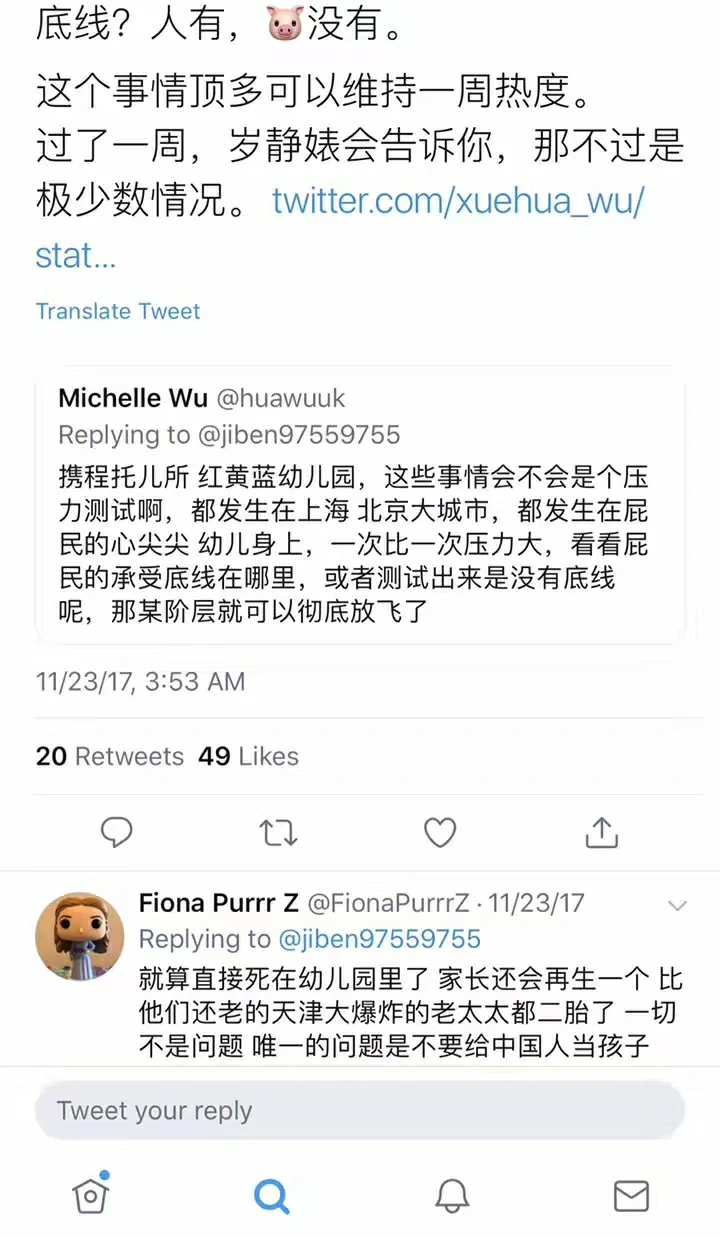 底线？人有，🐷没有。
这个事情顶多可以维持一周热度。
过了一周，岁静婊会告诉你，那不过是
极少数情况。twitter.com/xuehua_wu/
stat...
Translate Tweet
Michelle Wu @huawuuk
Replying to @jiben97559755
携程托儿所 红黄蓝幼儿园，这些事情会不会是个压
力测试啊，都发生在上海 北京大城市，都发生在屁
民的心尖尖 幼儿身上，一次比一次压力大，看看屁
民的承受底线在哪里，或者测试出来是没有底线
呢，那某阶层就可以彻底放飞了
11/23/17, 3:53 AM
20 Retweets 49 Likes
Fiona Purrr Z @FionaPurrrZ · 11/23/17
Replying to @jiben97559755
就算直接死在幼儿园里了 家长还会再生一个 比
他们还老的天津大爆炸的老太太都二胎了 一切
不是问题 唯一的问题是不要给中国人当孩子
Tweet your reply